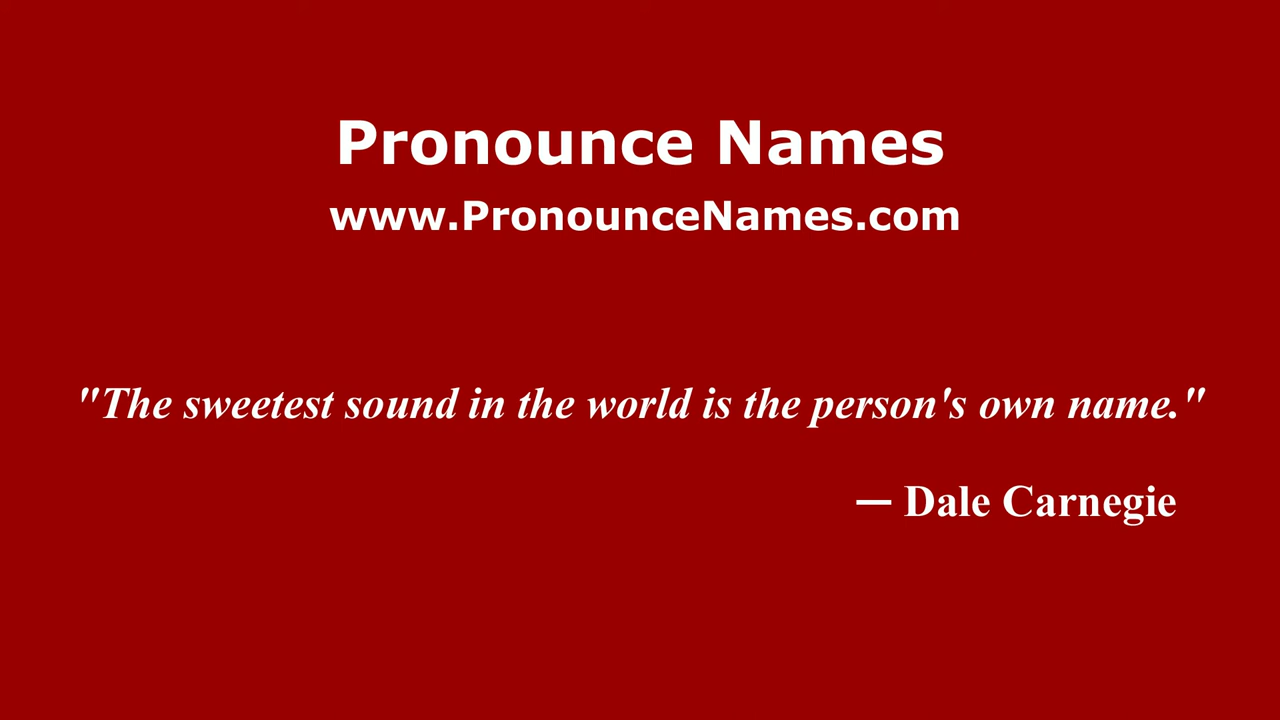 Pronounce Names
www.PronounceNames.com
"The sweetest sound in the world is the person's own name."
— Dale Carnegie